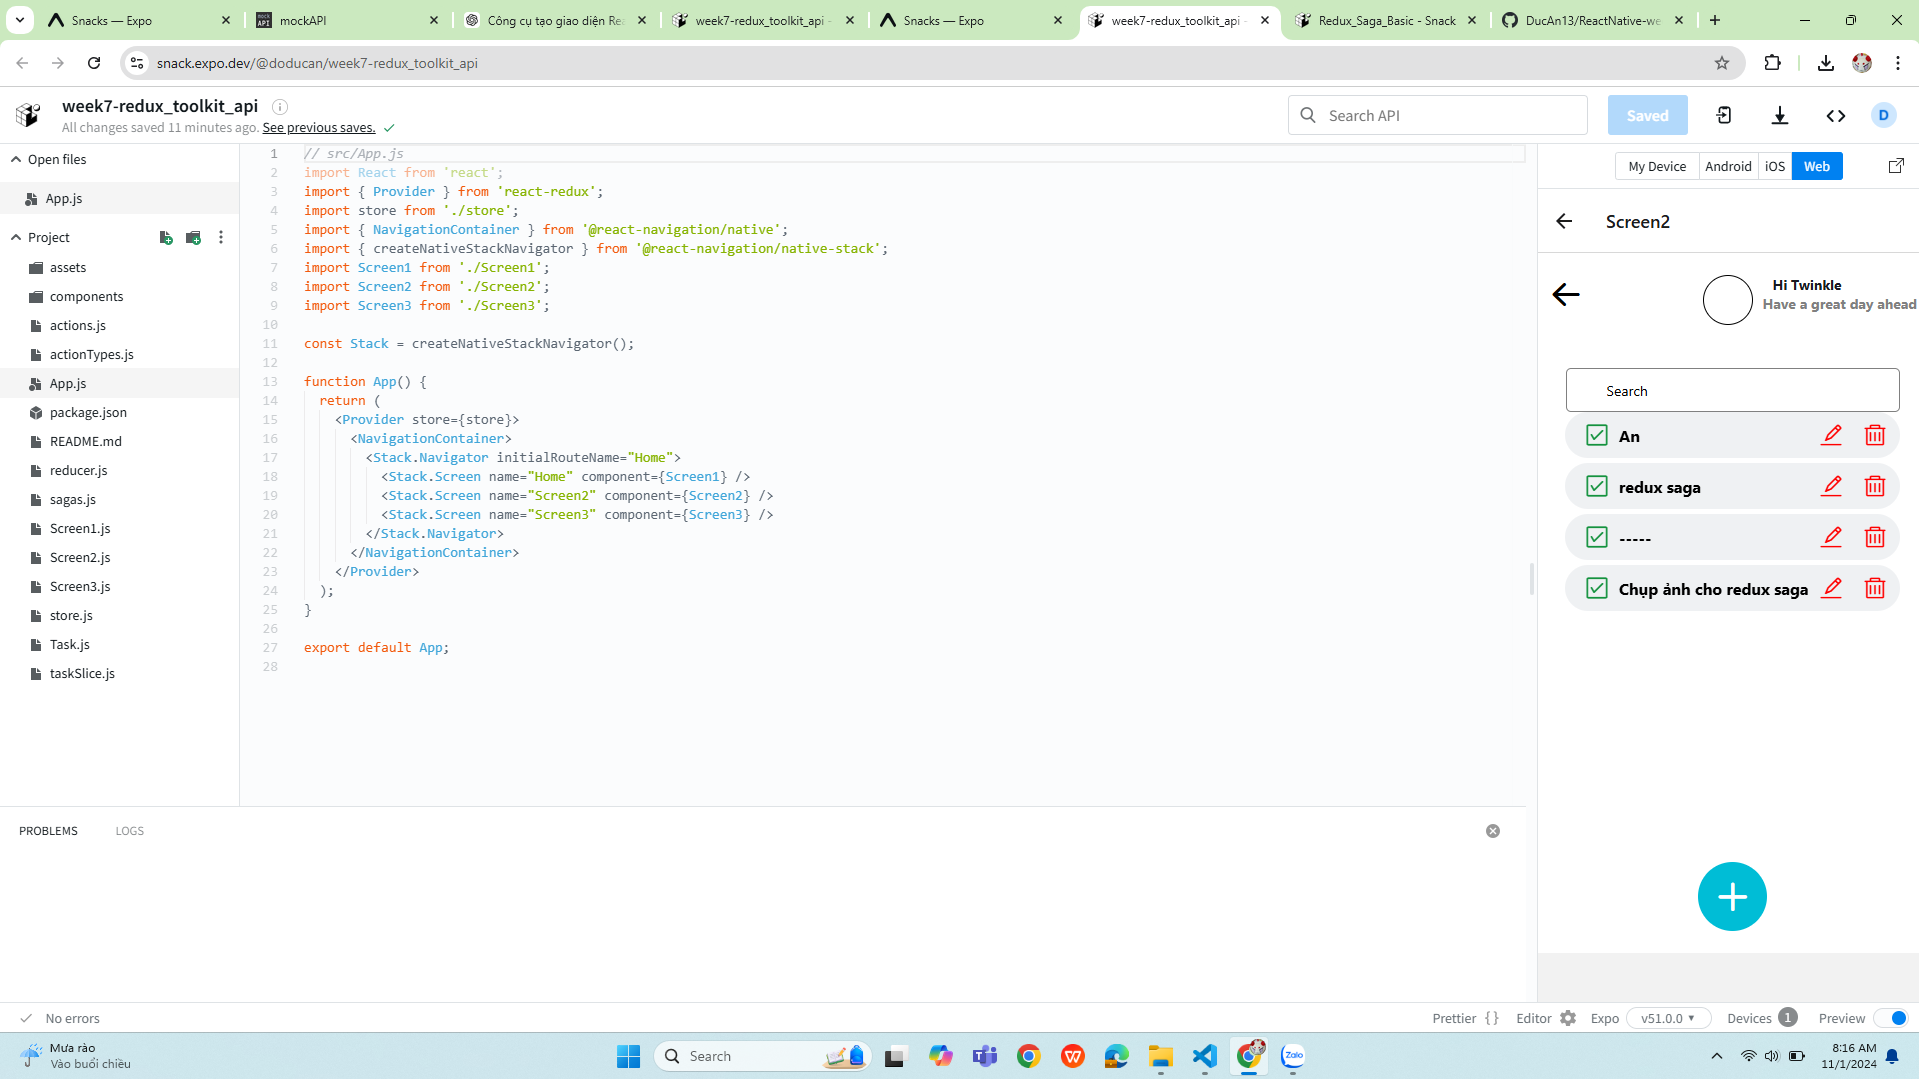 Snacks — Expo
mockAPI
Công cụ tạo giao diện Rea
week7-redux_toolkit_api -
Snacks — Expo
week7-redux_toolkit_api -
Redux_Saga_Basic - Snack
DucAn13/ReactNative-we
snack.expo.dev/@doducan/week7-redux_toolkit_api
week7-redux_toolkit_api
All changes saved 11 minutes ago. See previous saves.
Search API
Saved
D
Open files
App.js
Project
assets
components
actions.js
actionTypes.js
App.js
package.json
README.md
reducer.js
sagas.js
Screen1.js
Screen2.js
Screen3.js
store.js
Task.js
taskSlice.js
1 // src/App.js
2 import React from 'react';
3 import { Provider } from 'react-redux';
4 import store from './store';
5 import { NavigationContainer } from '@react-navigation/native';
6 import { createNativeStackNavigator } from '@react-navigation/native-stack';
7 import Screen1 from './Screen1';
8 import Screen2 from './Screen2';
9 import Screen3 from './Screen3';
10
11 const Stack = createNativeStackNavigator();
12
13 function App() {
14 return (
15 <Provider store={store}>
16 <NavigationContainer>
17 <Stack.Navigator initialRouteName="Home">
18 <Stack.Screen name="Home" component={Screen1} />
19 <Stack.Screen name="Screen2" component={Screen2} />
20 <Stack.Screen name="Screen3" component={Screen3} />
21 </Stack.Navigator>
22 </NavigationContainer>
23 </Provider>
24 );
25 }
26
27 export default App;
28
My Device Android iOS Web
Screen2
Hi Twinkle
Have a great day ahead
Search
An
redux saga
-----
Chụp ảnh cho redux saga
PROBLEMS LOGS
No errors
Prettier { } Editor Expo v51.0.0 Devices 1 Preview
Mưa rào
Vào buổi chiều
Search
Zalo
8:16 AM
11/1/2024